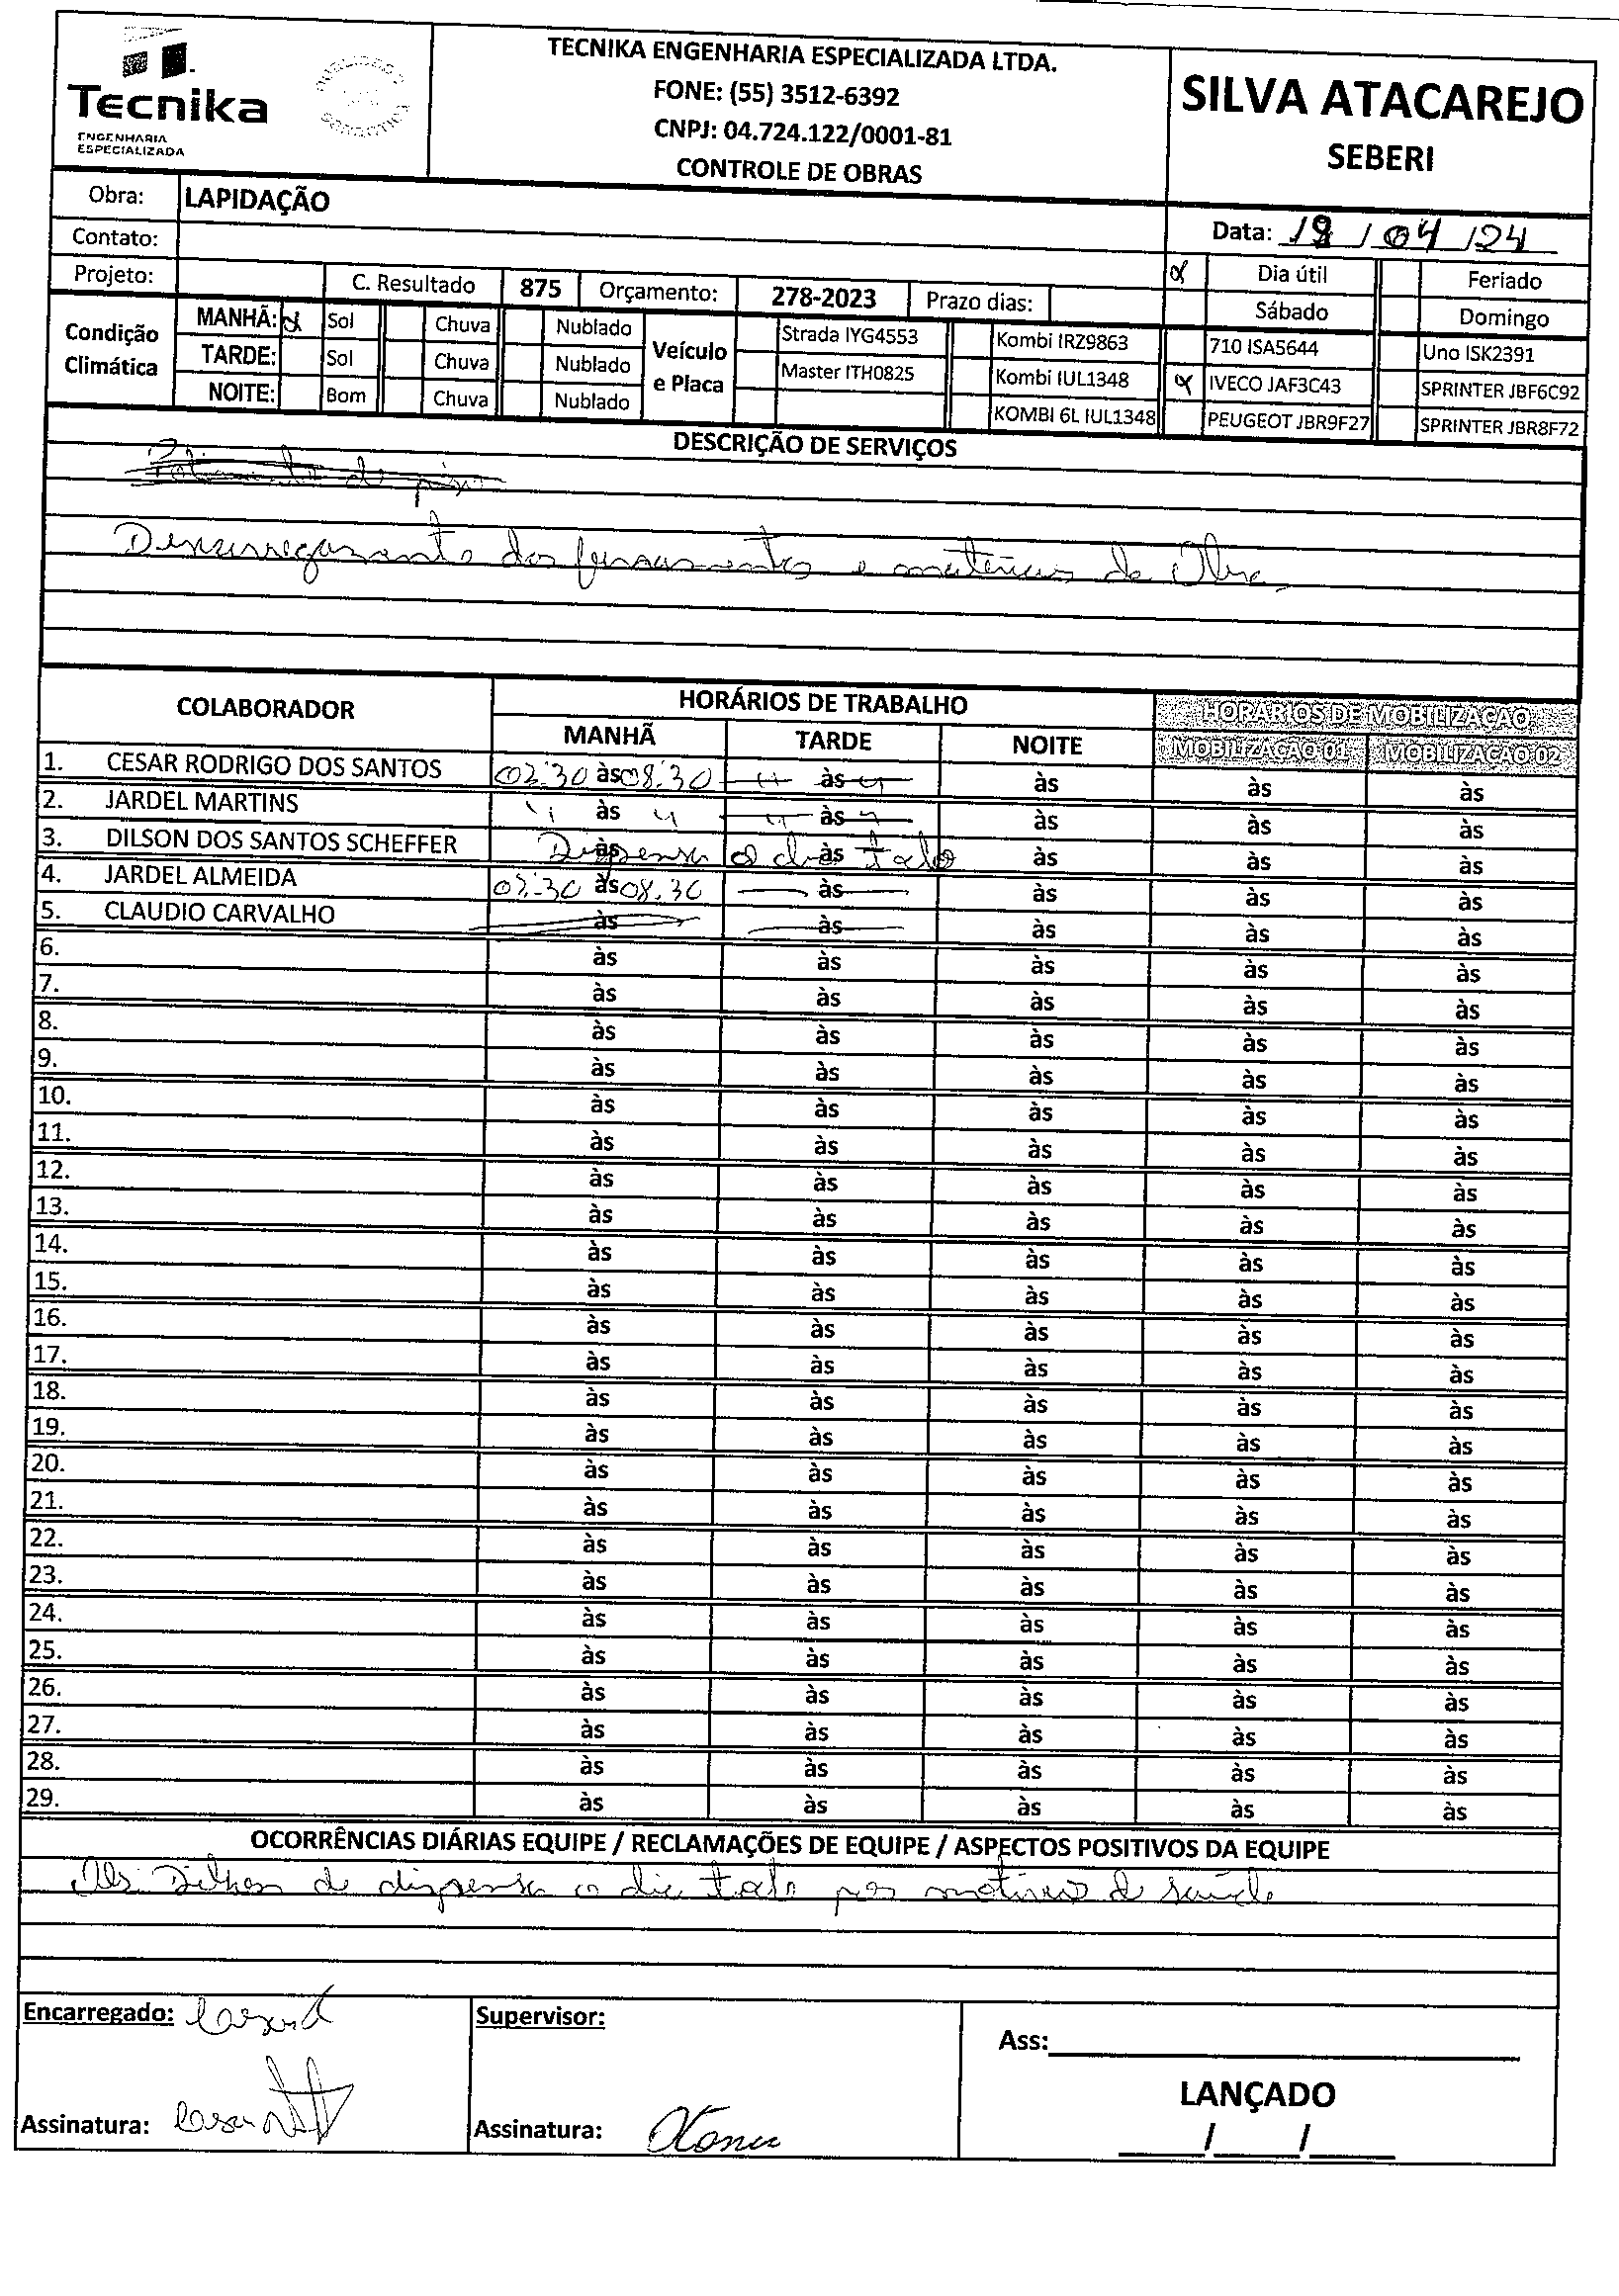 Tecnika
ENGENHARIA
ESPECIALIZADA
TECNIKA ENGENHARIA ESPECIALIZADA LTDA.
FONE: (55) 3512-6392
CNPJ: 04.724.122/0001-81
CONTROLE DE OBRAS
SILVA ATACAREJO
SEBERI
Obra: LAPIDAÇÃO
Data: / 04 / 24
Contato:
Projeto: C. Resultado 875 Orçamento: 278-2023 Prazo dias: Dia útil Feriado
Sábado Domingo
Condição Climática
MANHÃ: Sol Chuva Nublado
TARDE: Sol Chuva Nublado
NOITE: Bom Chuva Nublado
Veículo e Placa
Strada IYG4553 Kombi IRZ9863 710 ISA5644 Uno ISK2391
Master ITH0825 Kombi IUL1348 IVECO JAF3C43 SPRINTER JBF6C92
KOMBI 6L IUL1348 PEUGEOT JBR9F27 SPRINTER JBR8F72
DESCRIÇÃO DE SERVIÇOS
Polimento do piso
dos e da Obra
COLABORADOR HORÁRIOS DE TRABALHO HORÁRIOS DE MOBILIZAÇÃO
MANHÃ TARDE NOITE MOBILIZAÇÃO 01 MOBILIZAÇÃO 02
1. CESAR RODRIGO DOS SANTOS 07:30 às 08:30 às às às às
2. JARDEL MARTINS " às " às às às às
3. DILSON DOS SANTOS SCHEFFER às Dispensa o dia todo às às às às
4. JARDEL ALMEIDA 07:30 às 08:30 às às às às
5. CLAUDIO CARVALHO às às às às às
6. às às às às às
7. às às às às às
8. às às às às às
9. às às às às às
10. às às às às às
11. às às às às às
12. às às às às às
13. às às às às às
14. às às às às às
15. às às às às às
16. às às às às às
17. às às às às às
18. às às às às às
19. às às às às às
20. às às às às às
21. às às às às às
22. às às às às às
23. às às às às às
24. às às às às às
25. às às às às às
26. às às às às às
27. às às às às às
28. às às às às às
29. às às às às às
OCORRÊNCIAS DIÁRIAS EQUIPE / RECLAMAÇÕES DE EQUIPE / ASPECTOS POSITIVOS DA EQUIPE
de dispensa o dia todo por motivos de saúde
Encarregado:
Supervisor:
Ass:
LANÇADO
Assinatura:
Assinatura:
/ /